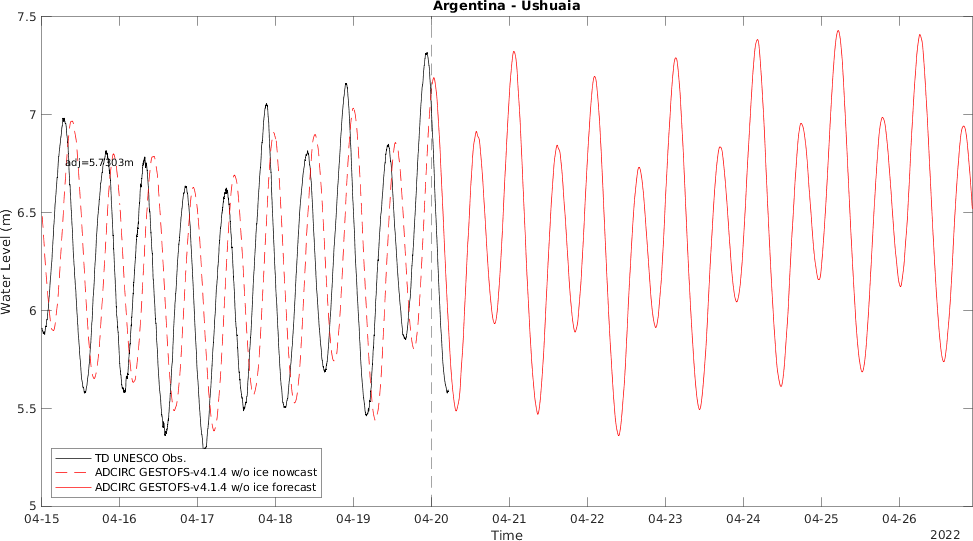 Argentina - Ushuaia
7.5
7
6.5
6
5.5
5
Water Level (m)
adj=5.7303m
TD UNESCO Obs.
ADCIRC GESTOFS-v4.1.4 w/o ice nowcast
ADCIRC GESTOFS-v4.1.4 w/o ice forecast
04-15 04-16 04-17 04-18 04-19 04-20 04-21 04-22 04-23 04-24 04-25 04-26
Time
2022